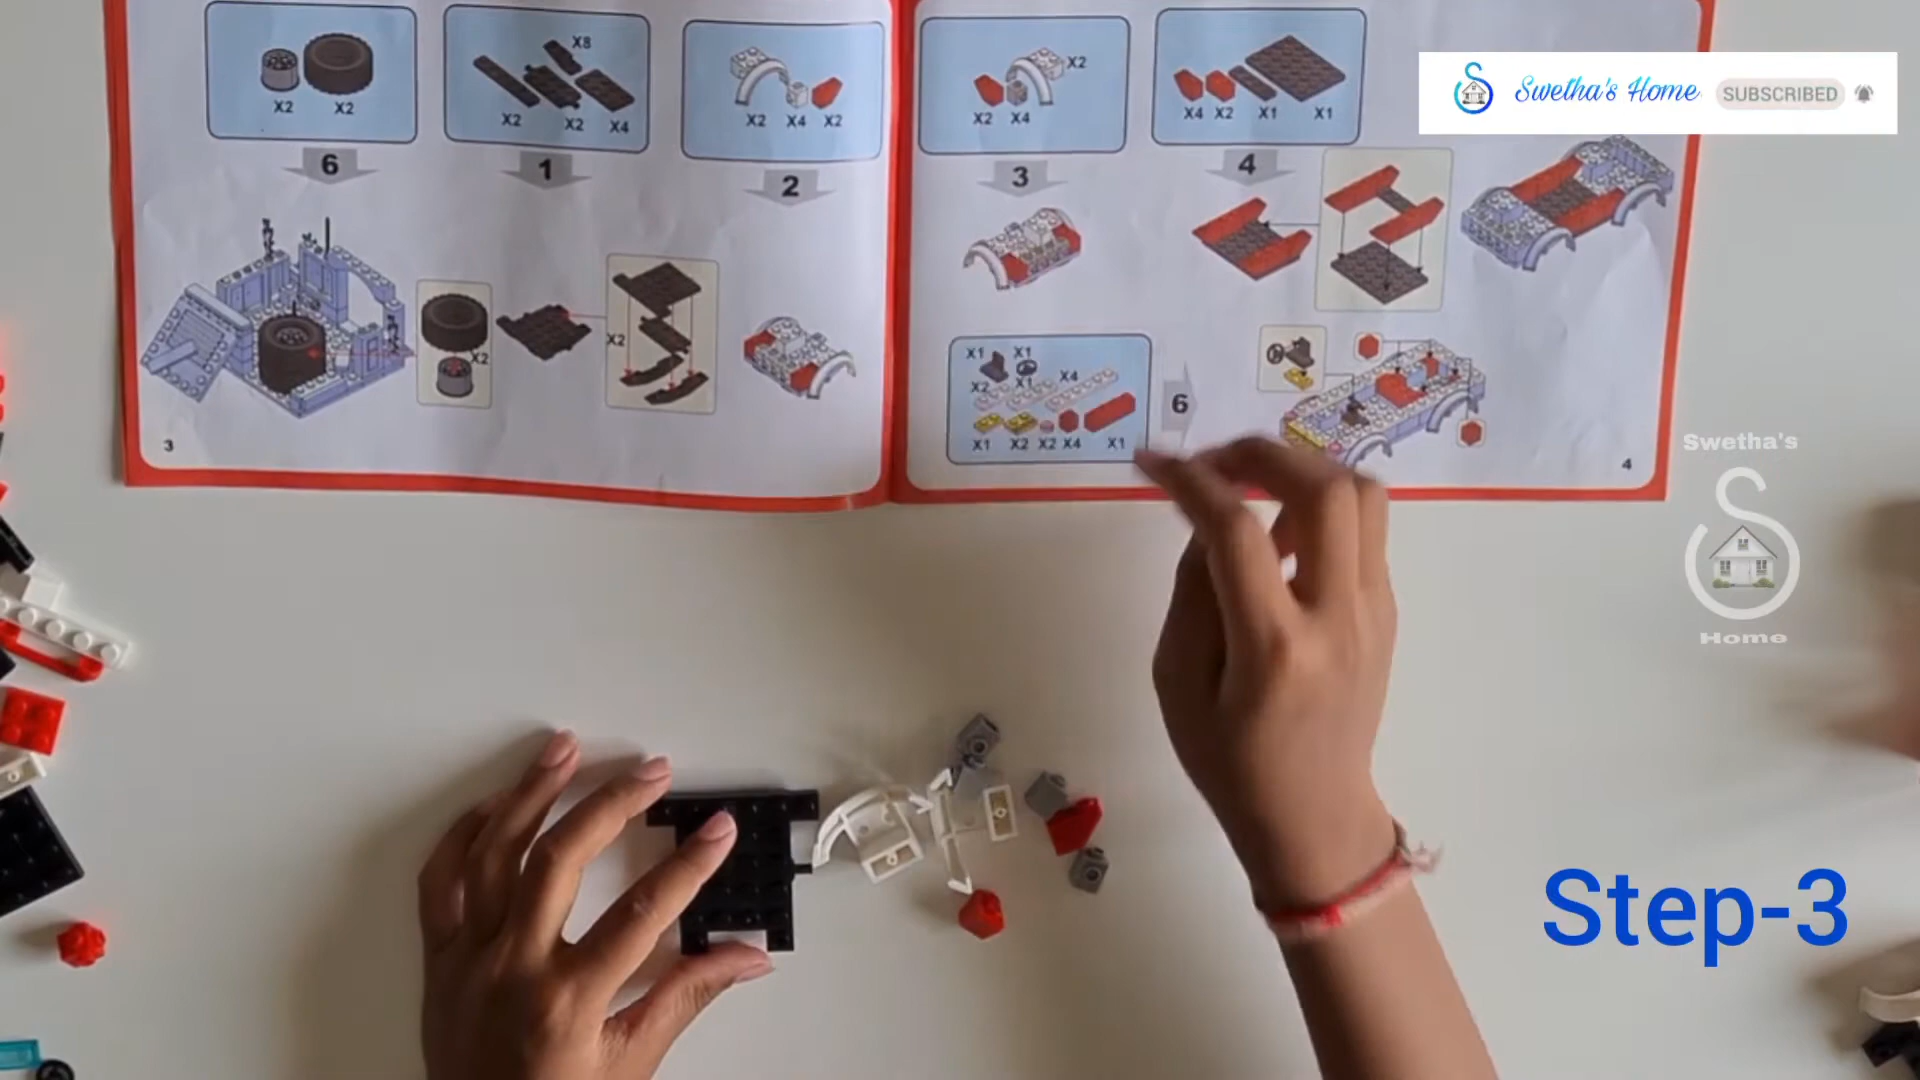 X2 X2
X8
X2 X2 X4
X2 X4 X2
X2
X2 X4
X4 X2 X1 X1
Swetha's Home SUBSCRIBED
6
1
2
3
4
X2
X2
X1 X1
X2 X1 X4
X1 X2 X2 X4 X1
6
3
4
Swetha's
Home
Step-3